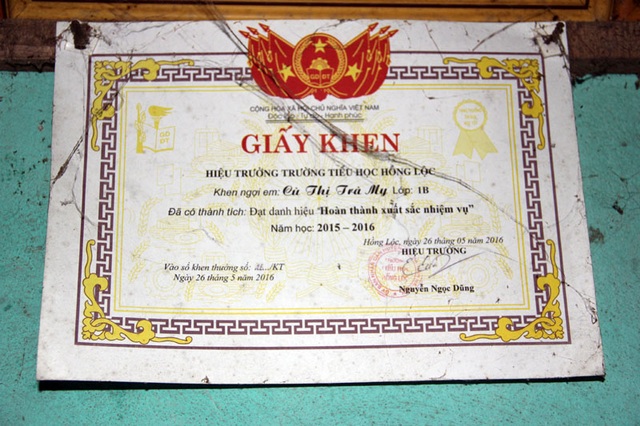 CỘNG HÒA XÃ HỘI CHỦ NGHĨA VIỆT NAM
Độc lập - Tự do - Hạnh phúc
GIẤY KHEN
HIỆU TRƯỞNG TRƯỜNG TIỂU HỌC HỒNG LỘC
Khen ngợi em: Cù Thị Trà My Lớp: 1B
Đã có thành tích: Đạt danh hiệu "Hoàn thành xuất sắc nhiệm vụ"
Năm học: 2015 – 2016
Hồng Lộc, ngày 26 tháng 05 năm 2016
HIỆU TRƯỞNG
Vào sổ khen thưởng số: /KT
Ngày 26 tháng 5 năm 2016
Nguyễn Ngọc Dũng